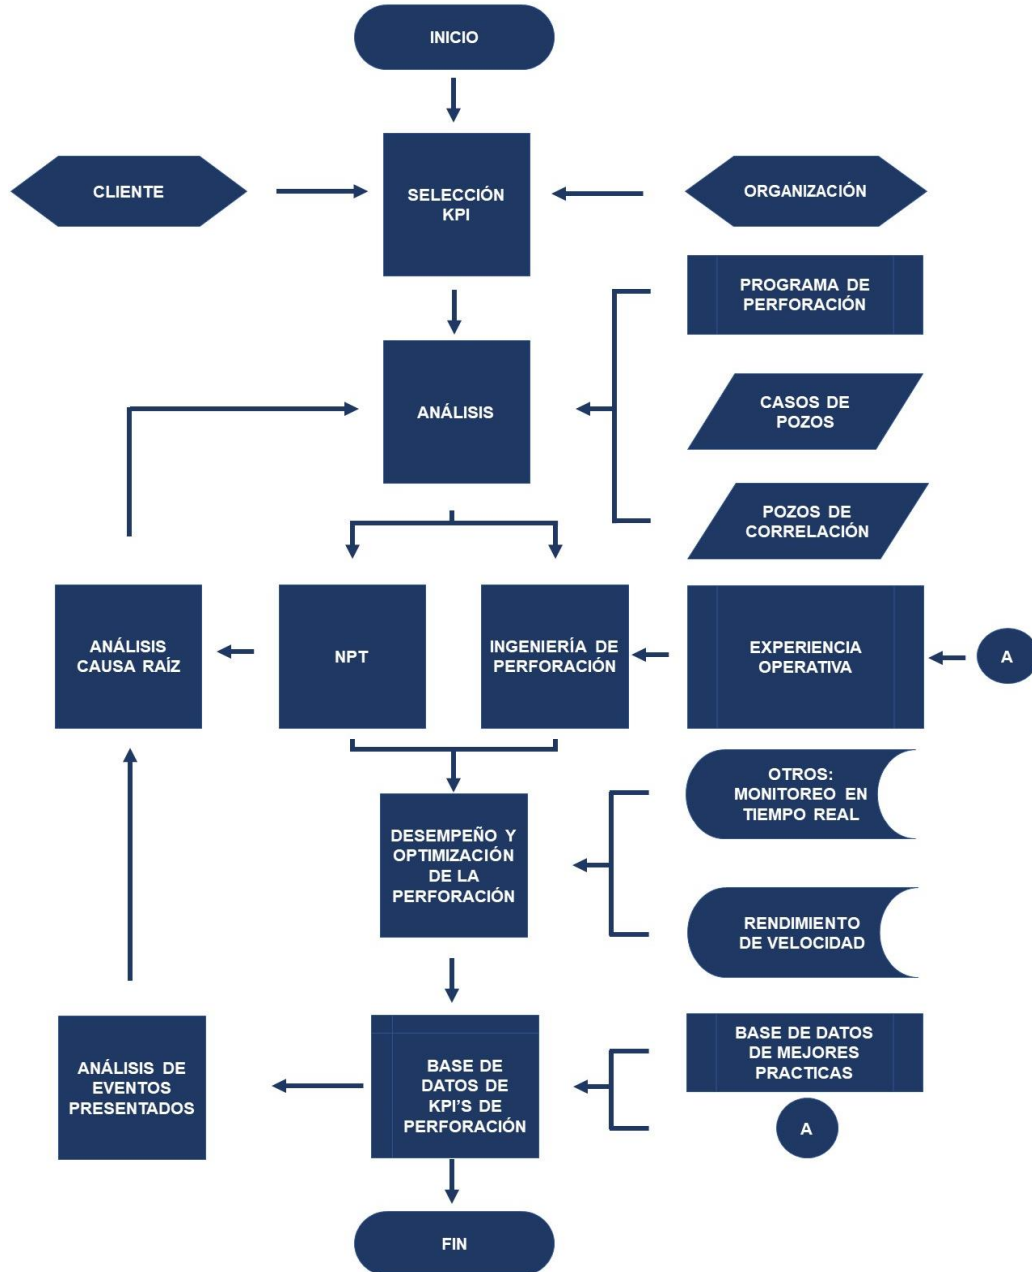 INICIO
CLIENTE
SELECCIÓN
KPI
ORGANIZACIÓN
PROGRAMA DE
PERFORACIÓN
ANÁLISIS
CASOS DE
POZOS
POZOS DE
CORRELACIÓN
ANÁLISIS
CAUSA RAÍZ
NPT
INGENIERÍA DE
PERFORACIÓN
EXPERIENCIA
OPERATIVA
A
OTROS:
MONITOREO EN
TIEMPO REAL
DESEMPEÑO Y
OPTIMIZACIÓN
DE LA
PERFORACIÓN
RENDIMIENTO
DE VELOCIDAD
ANÁLISIS DE
EVENTOS
PRESENTADOS
BASE DE
DATOS DE
KPI'S DE
PERFORACIÓN
BASE DE DATOS
DE MEJORES
PRACTICAS
A
FIN